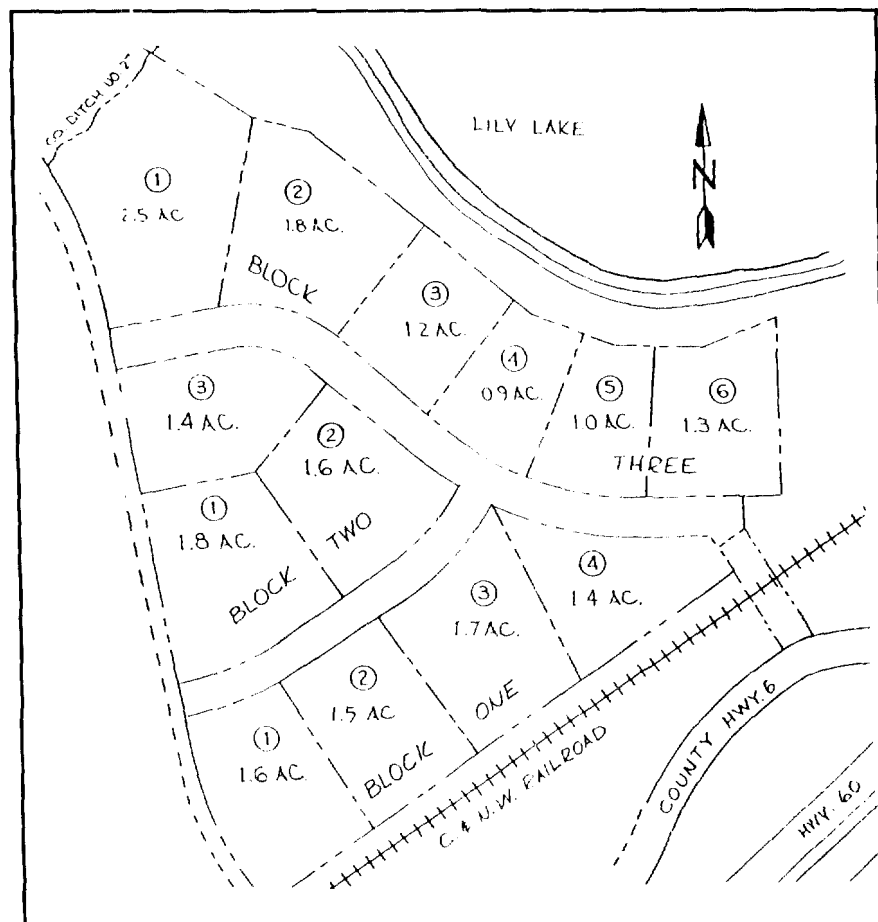 CO. DITCH NO. 2"
LILY LAKE
N
1
2.5 AC.
2
1.8 AC.
BLOCK
3
1.2 AC.
4
0.9 AC.
5
1.0 AC.
6
1.3 AC.
THREE
3
1.4 AC.
2
1.6 AC.
1
1.8 AC.
BLOCK
TWO
4
1.4 AC.
3
1.7 AC.
2
1.5 AC
1
1.6 AC.
BLOCK
ONE
C. & N.W. RAILROAD
COUNTY HWY. 6
HWY. 60